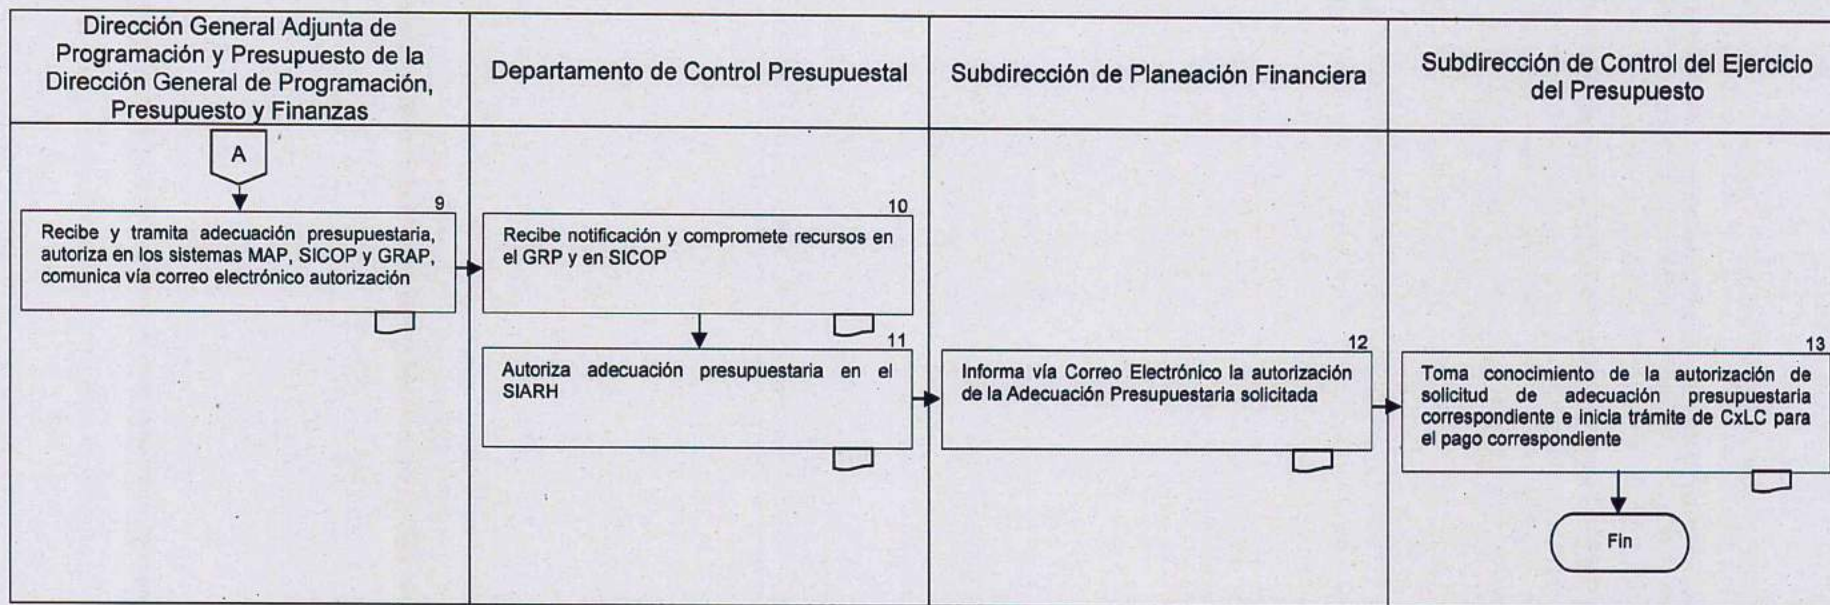 Dirección General Adjunta de
Programación y Presupuesto de la
Dirección General de Programación,
Presupuesto y Finanzas
Departamento de Control Presupuestal
Subdirección de Planeación Financiera
Subdirección de Control del Ejercicio
del Presupuesto
A
9
Recibe y tramita adecuación presupuestaria,
autoriza en los sistemas MAP, SICOP y GRAP,
comunica vía correo electrónico autorización
10
Recibe notificación y compromete recursos en
el GRP y en SICOP
11
Autoriza adecuación presupuestaria en el
SIARH
12
Informa vía Correo Electrónico la autorización
de la Adecuación Presupuestaria solicitada
13
Toma conocimiento de la autorización de
solicitud de adecuación presupuestaria
correspondiente e inicia trámite de CxLC para
el pago correspondiente
Fin